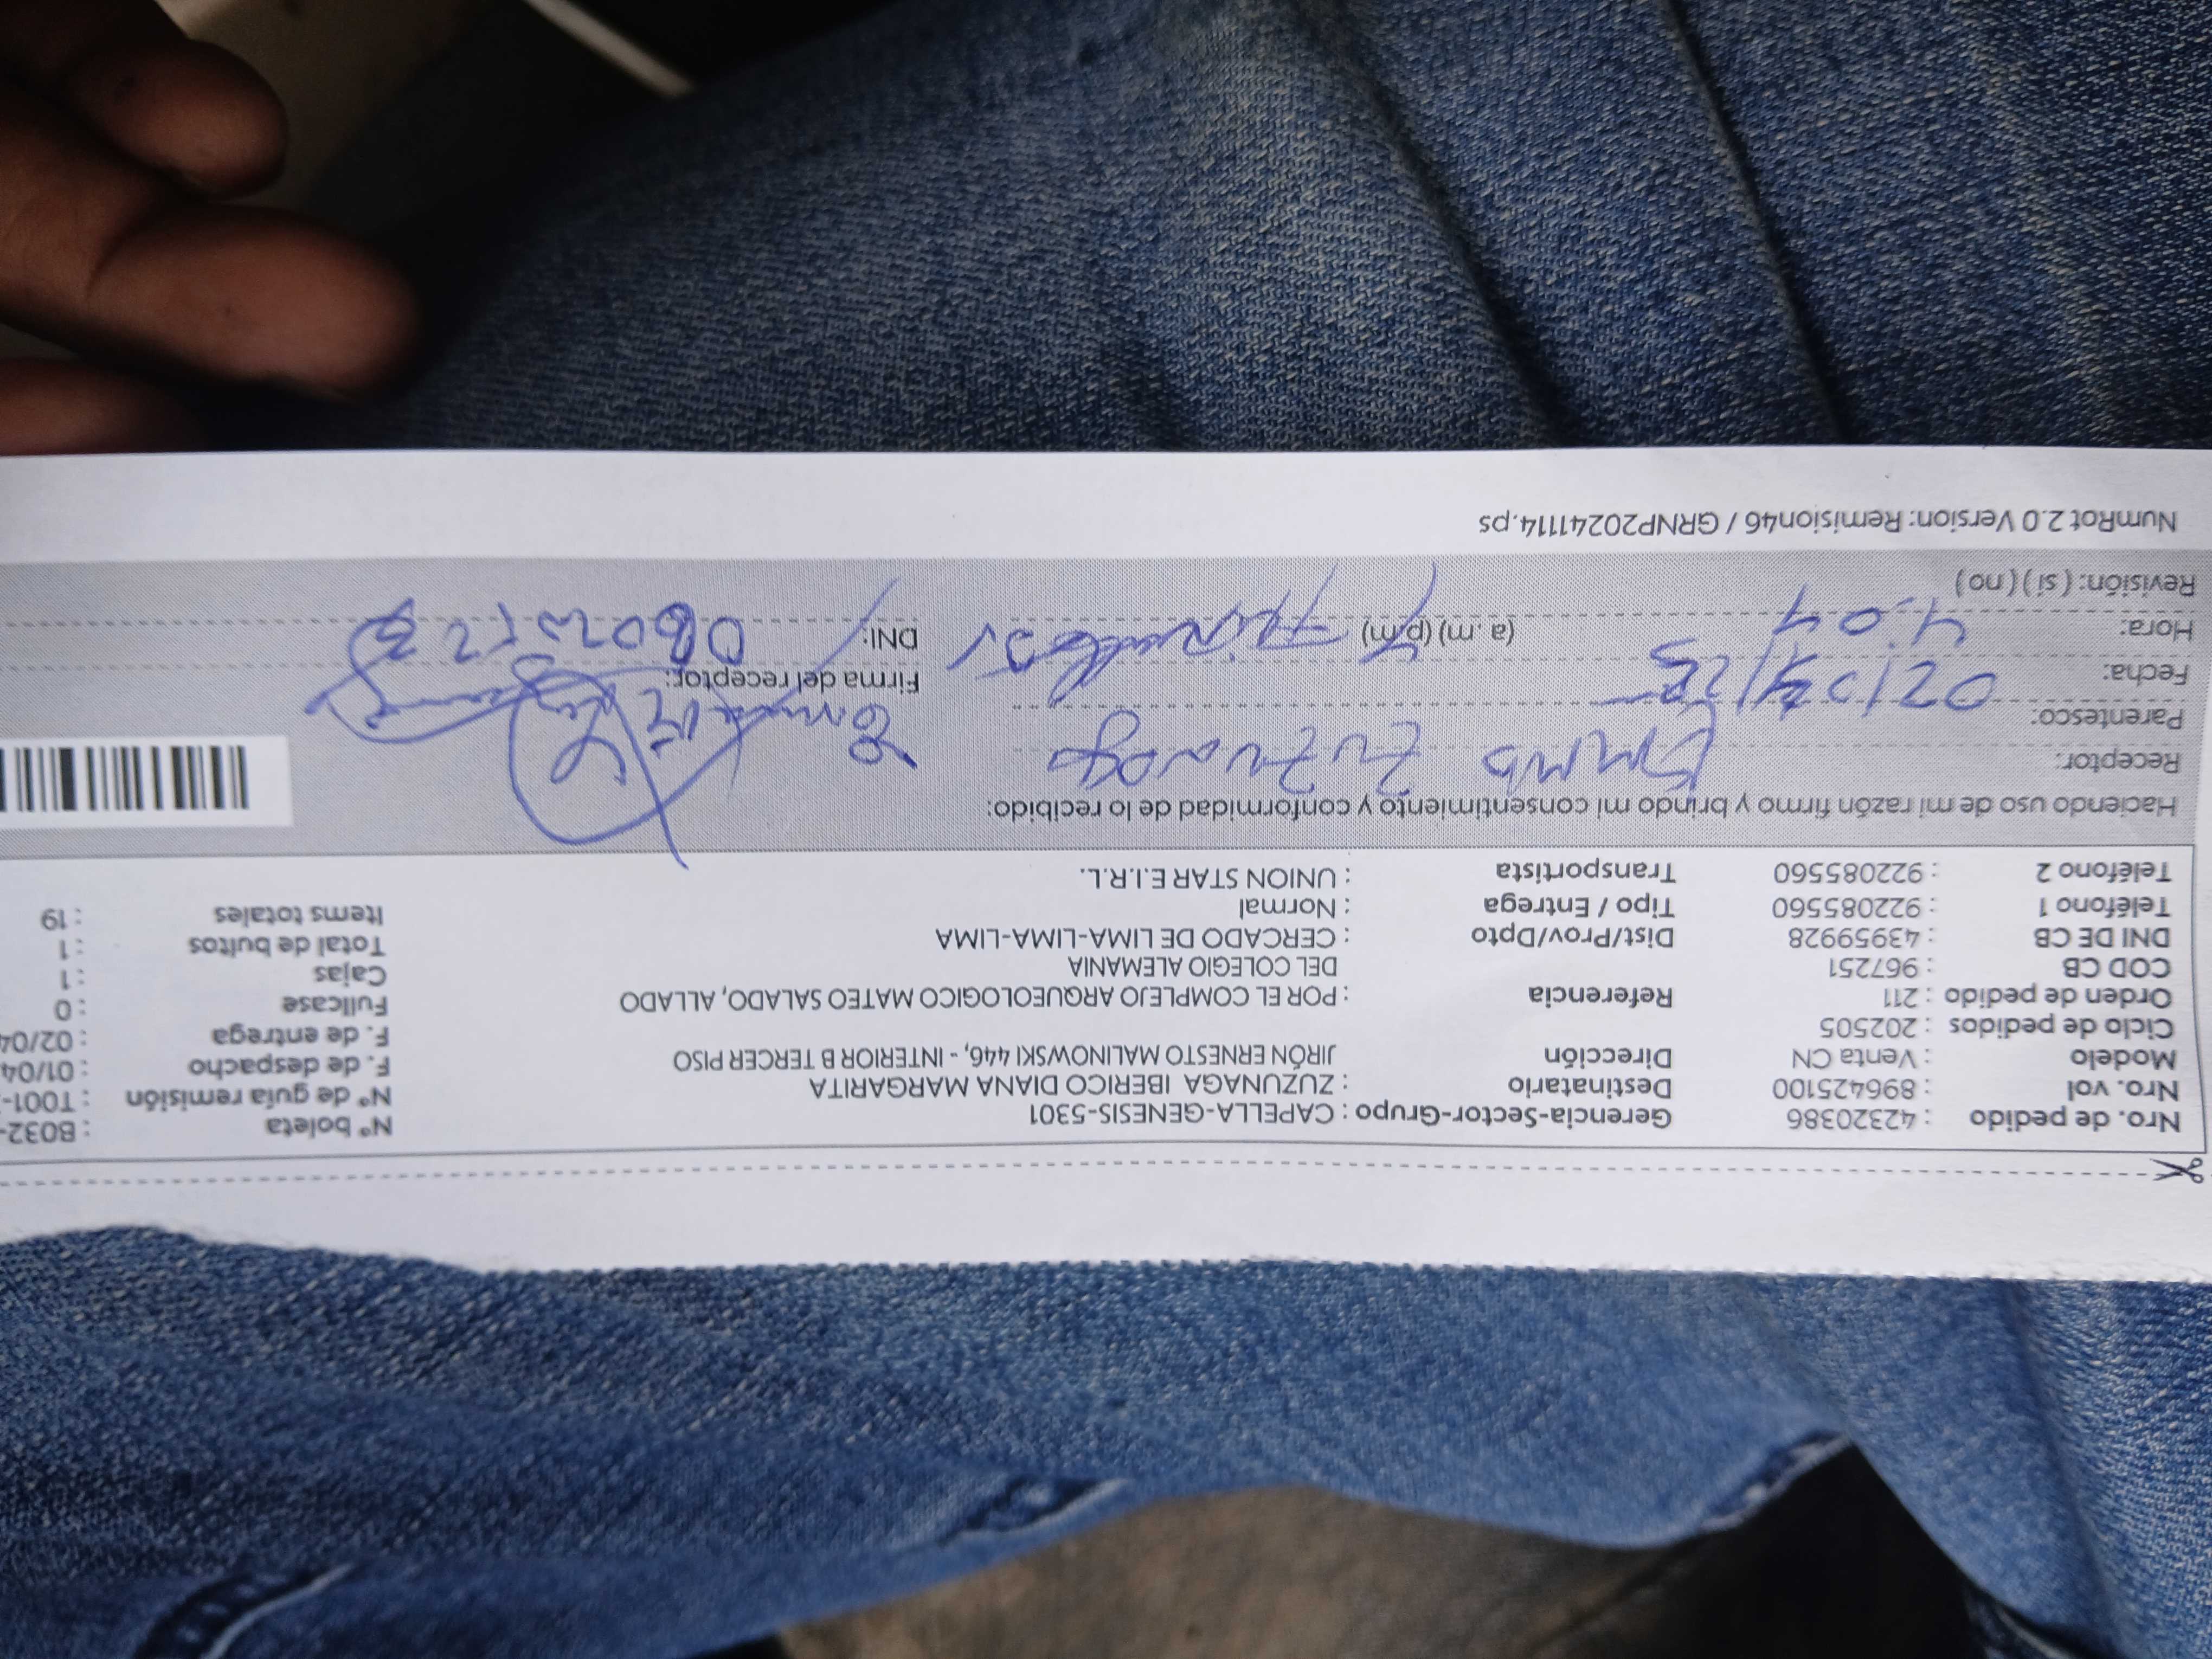 Nro. de pedido : 42320386 Gerencia-Sector-Grupo : CAPELLA-GENESIS-5301 N° boleta : B032-
Nro. vol : 896425100 Destinatario : ZUZUNAGA IBERICO DIANA MARGARITA N° de guía remisión : T001-
Modelo : Venta CN Dirección JIRÓN ERNESTO MALINOWSKI 446, - INTERIOR B TERCER PISO F. de despacho : 01/04
Ciclo de pedidos : 202505 F. de entrega : 02/04
Orden de pedido : 211 Referencia : POR EL COMPLEJO ARQUEOLOGICO MATEO SALADO, ALLADO Fullcase : 0
COD CB : 967251 DEL COLEGIO ALEMANIA Cajas : 1
DNI DE CB : 43959928 Dist/Prov/Dpto : CERCADO DE LIMA-LIMA-LIMA Total de bultos : 1
Teléfono 1 : 922085560 Tipo / Entrega : Normal Items totales : 19
Teléfono 2 : 922085560 Transportista : UNION STAR E.I.R.L.
Haciendo uso de mi razón firmo y brindo mi consentimiento y conformidad de lo recibido:
Receptor: Zuzunaga
Parentesco:
Fecha: 02/04/25 Firma del receptor:
Hora: 4:04 (a.m) (p.m) DNI:
Revisión: ( si ) ( no )
NumRot 2.0 Version: Remision46 / GRNP20241114.ps